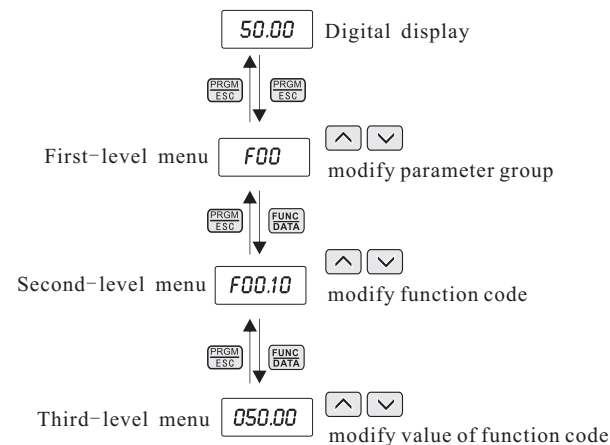 50.00 Digital display
PRGM PRGM
ESC ESC
First-level menu F00
modify parameter group
PRGM FUNC
ESC DATA
Second-level menu F00.10
modify function code
PRGM FUNC
ESC DATA
Third-level menu 050.00
modify value of function code